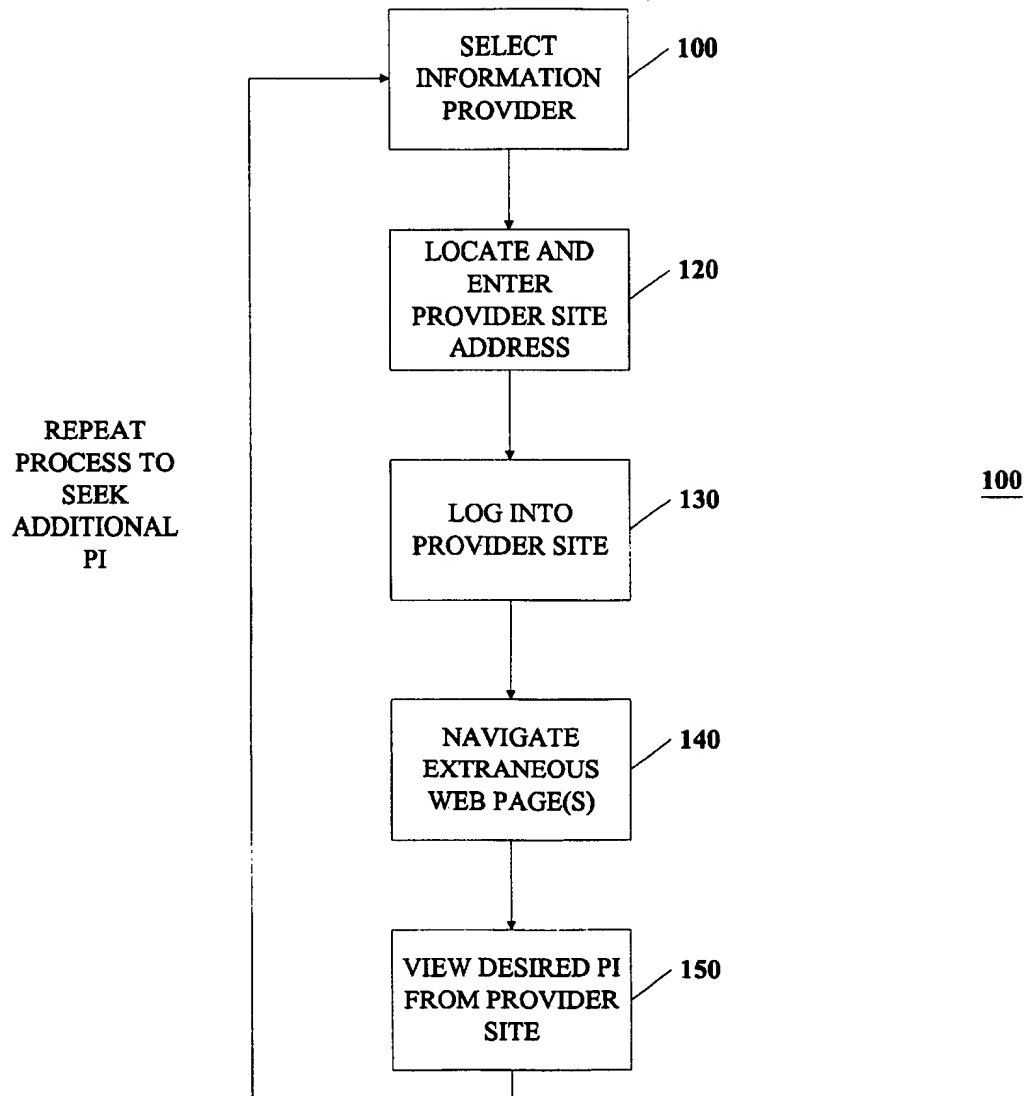 SELECT
INFORMATION
PROVIDER
100
LOCATE AND
ENTER
PROVIDER SITE
ADDRESS
120
REPEAT
PROCESS TO
SEEK
ADDITIONAL
PI
LOG INTO
PROVIDER SITE
130
100
NAVIGATE
EXTRANEOUS
WEB PAGE(S)
140
VIEW DESIRED PI
FROM PROVIDER
SITE
150